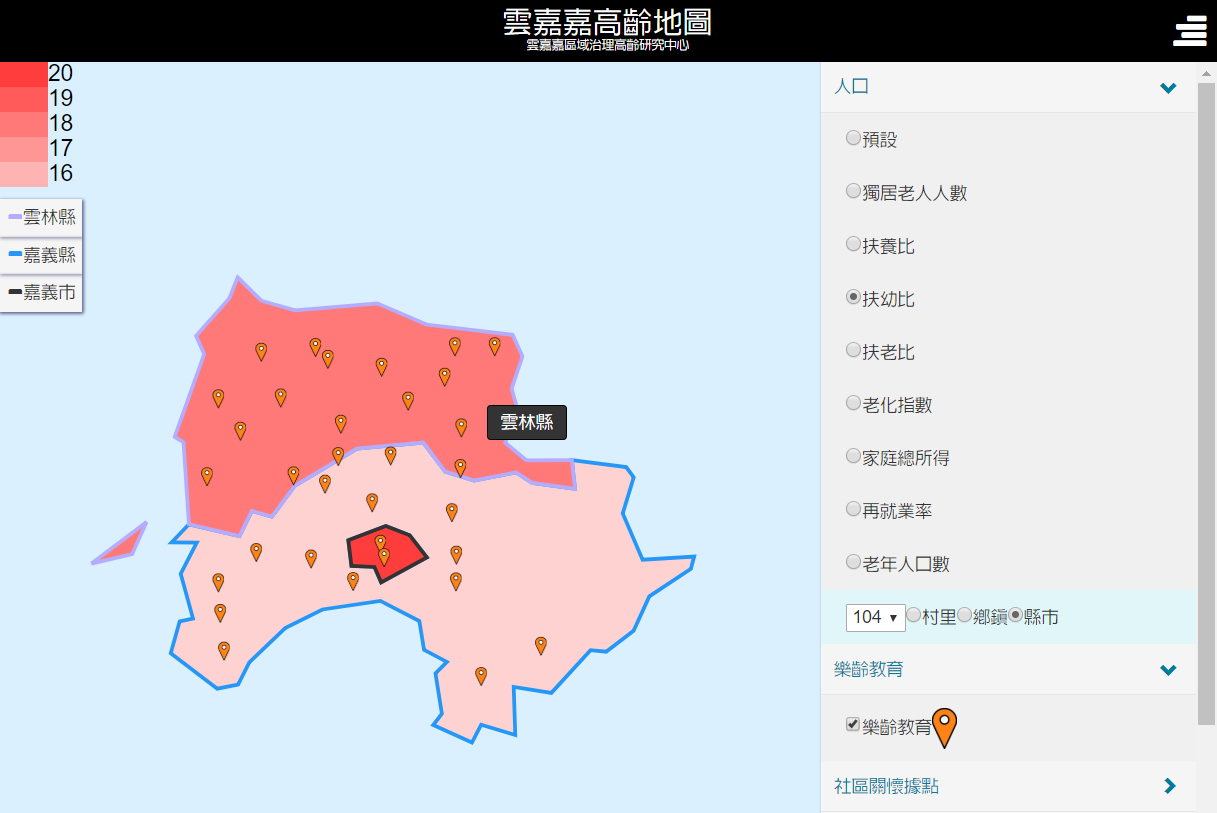 雲嘉嘉高齡地圖
雲嘉嘉區域治理高齡研究中心
20
19
18
17
16
雲林縣
嘉義縣
嘉義市
雲林縣
人口
預設
獨居老人人數
扶養比
扶幼比
扶老比
老化指數
家庭總所得
再就業率
老年人口數
104 村里 鄉鎮 縣市
樂齡教育
樂齡教育
社區關懷據點